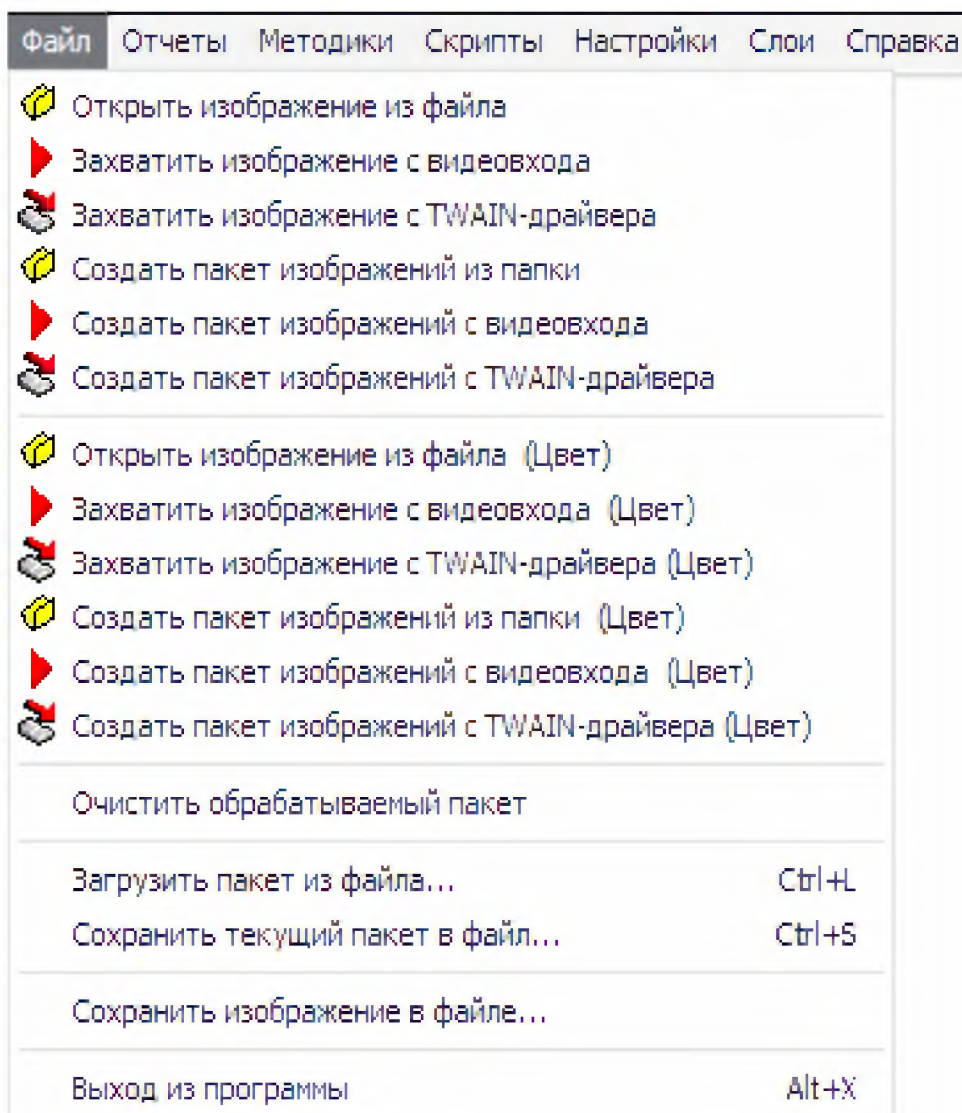 Файл Отчеты Методики Скрипты Настройки Слои Справка
Открыть изображение из файла
Захватить изображение с видеовхода
Захватить изображение с TWAIN-драйвера
Создать пакет изображений из папки
Создать пакет изображений с видеовхода
Создать пакет изображений с TWAIN-драйвера
Открыть изображение из файла (Цвет)
Захватить изображение с видеовхода (Цвет)
Захватить изображение с TWAIN-драйвера (Цвет)
Создать пакет изображений из папки (Цвет)
Создать пакет изображений с видеовхода (Цвет)
Создать пакет изображений с TWAIN-драйвера (Цвет)
Очистить обрабатываемый пакет
Загрузить пакет из файла... Ctrl+L
Сохранить текущий пакет в файл... Ctrl+S
Сохранить изображение в файле...
Выход из программы Alt+X